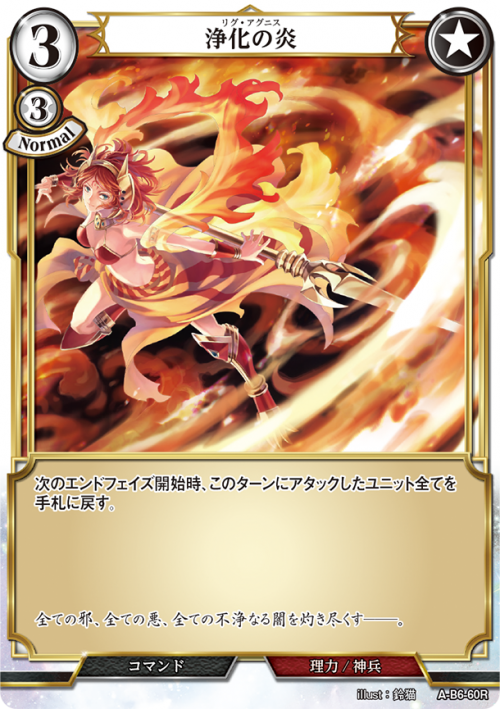 3
リグ・アグニス
浄化の炎
3
Normal
次のエンドフェイズ開始時、このターンにアタックしたユニット全てを
手札に戻す。
全ての邪、全ての悪、全ての不浄なる闇を灼き尽くす――。
コマンド
理力 / 神兵
illust：鈴猫
A-B6-60R